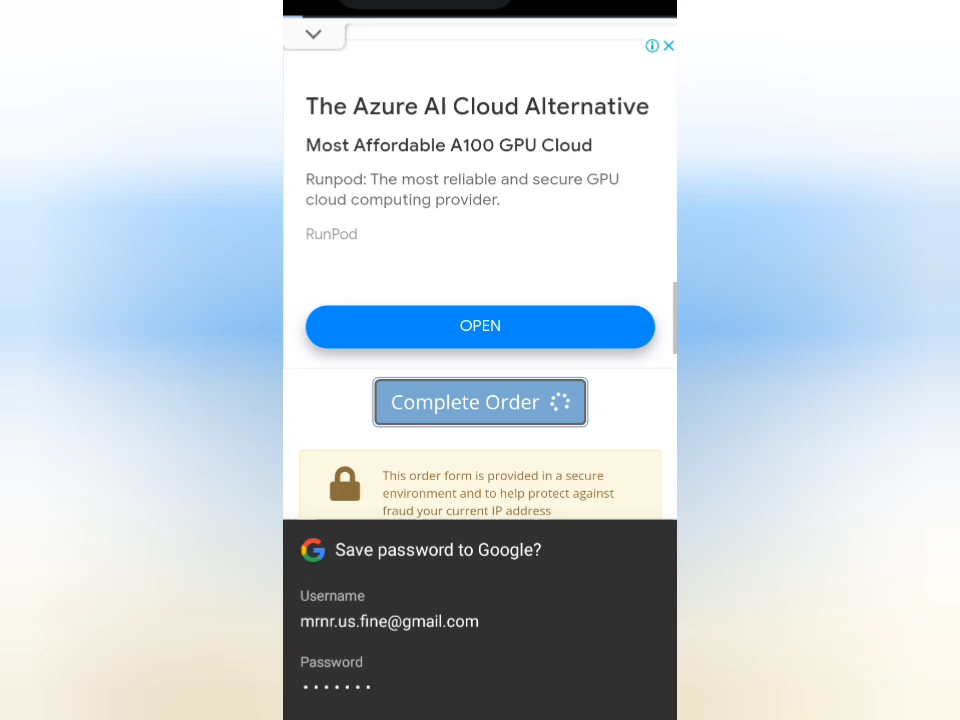 The Azure AI Cloud Alternative
Most Affordable A100 GPU Cloud
Runpod: The most reliable and secure GPU
cloud computing provider.
RunPod
OPEN
Complete Order
This order form is provided in a secure
environment and to help protect against
fraud your current IP address
Save password to Google?
Username
mrnr.us.fine@gmail.com
Password
•••••••